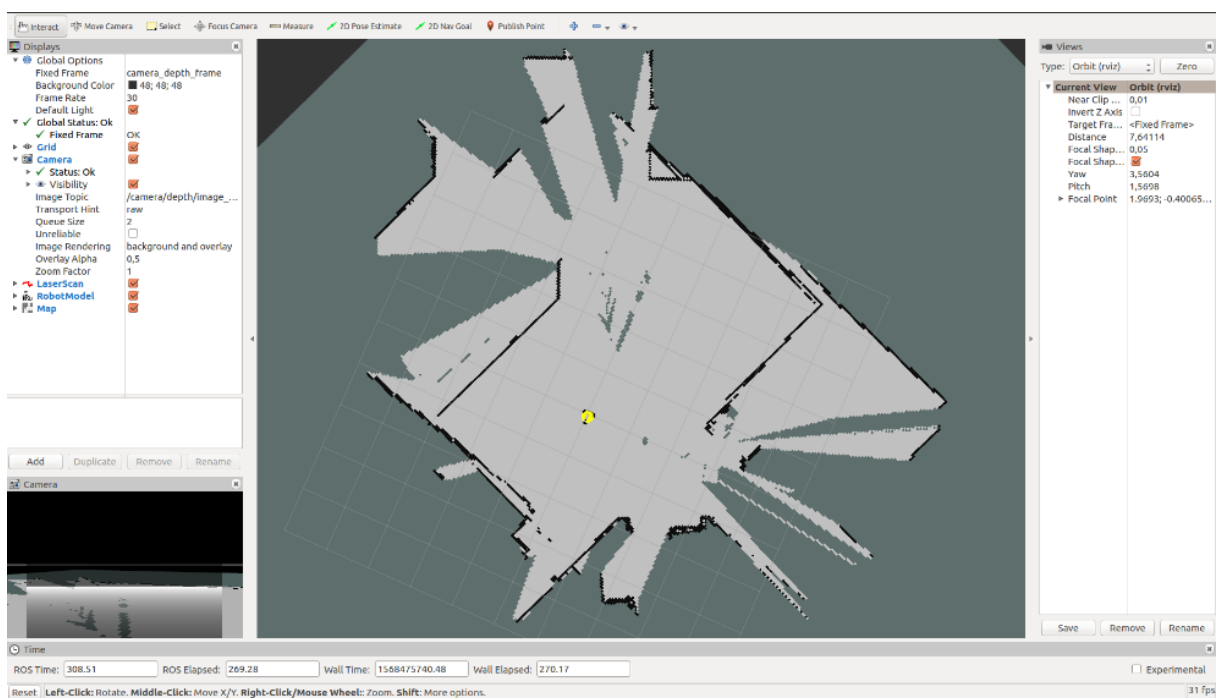 Interact Move Camera Select Focus Camera Measure 2D Pose Estimate 2D Nav Goal Publish Point
Displays
Global Options
Fixed Frame camera_depth_frame
Background Color 48; 48; 48
Frame Rate 30
Default Light
Global Status: Ok
Fixed Frame OK
Grid
Camera
Status: Ok
Visibility
Image Topic /camera/depth/image_...
Transport Hint raw
Queue Size 2
Unreliable
Image Rendering background and overlay
Overlay Alpha 0,5
Zoom Factor 1
LaserScan
RobotModel
Map
Add Duplicate Remove Rename
Camera
Views
Type: Orbit (rviz) Zero
Current View Orbit (rviz)
Near Clip ... 0,01
Invert Z Axis
Target Fra... <Fixed Frame>
Distance 7,64114
Focal Shap... 0,05
Focal Shap...
Yaw 3,5604
Pitch 1,5698
Focal Point 1.9693; -0.40065...
Save Remove Rename
Time
ROS Time: 308.51 ROS Elapsed: 269.28 Wall Time: 1568475740.48 Wall Elapsed: 270.17 Experimental
Reset Left-Click: Rotate. Middle-Click: Move X/Y. Right-Click/Mouse Wheel:: Zoom. Shift: More options. 31 fps